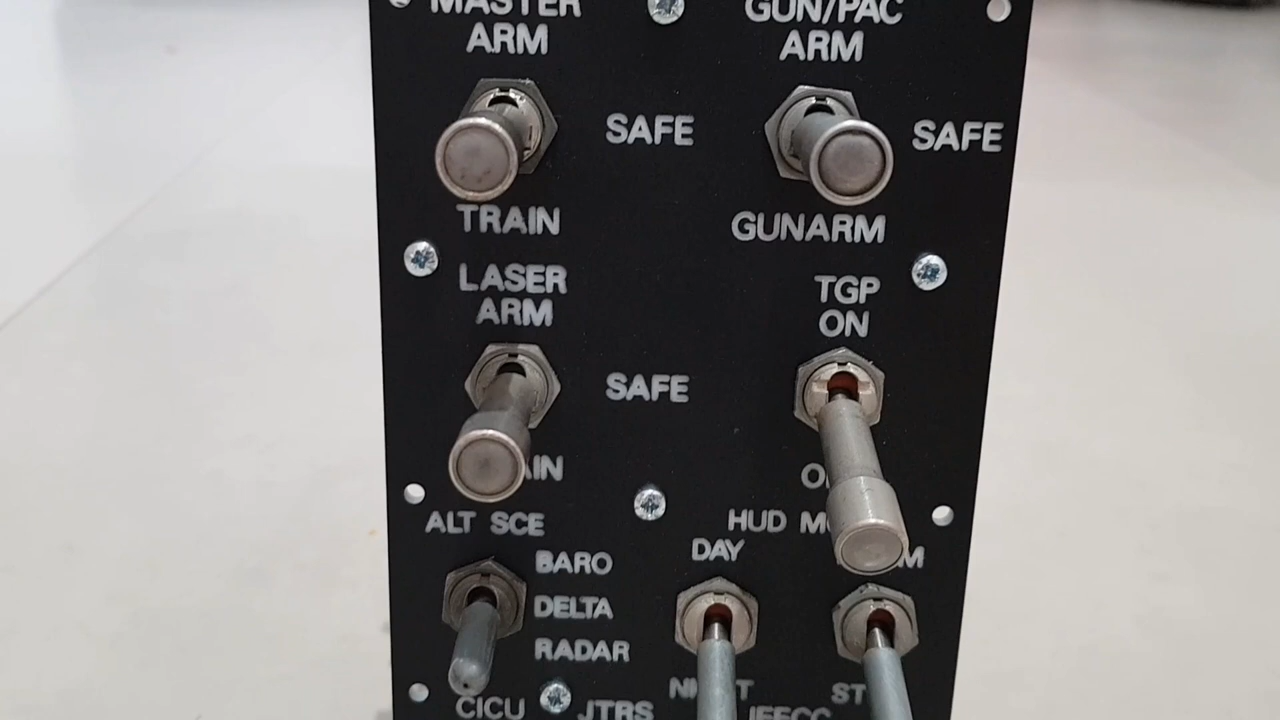 MASTER
ARM
GUN/PAC
ARM
SAFE
SAFE
TRAIN
GUNARM
LASER
ARM
TGP
ON
SAFE
ALT SCE
HUD
BARO
DAY
DELTA
RADAR
CICU
JTRS
IFFCC